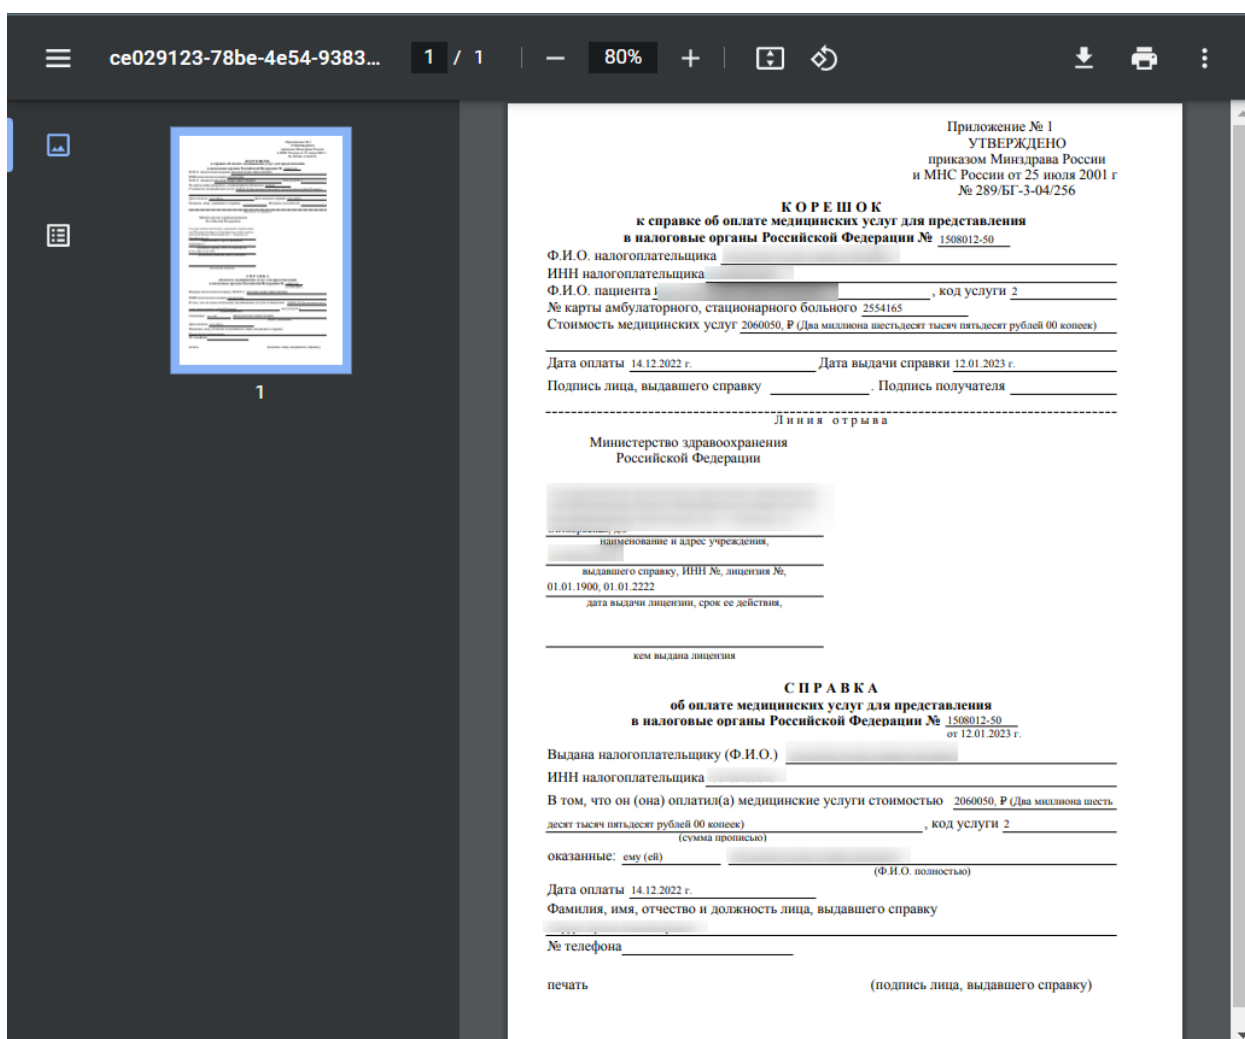 ce029123-78be-4e54-9383... 1 / 1 80%
Приложение № 1
УТВЕРЖДЕНО
приказом Минздрава России
и МНС России от 25 июля 2001 г
№ 289/БГ-3-04/256
К О Р Е Ш О К
к справке об оплате медицинских услуг для представления
в налоговые органы Российской Федерации № 1508012-50
Ф.И.О. налогоплательщика
ИНН налогоплательщика
Ф.И.О. пациента , код услуги 2
№ карты амбулаторного, стационарного больного 2554165
Стоимость медицинских услуг 2060050, ₽ (Два миллиона шестьдесят тысяч пятьдесят рублей 00 копеек)
Дата оплаты 14.12.2022 г. Дата выдачи справки 12.01.2023 г.
Подпись лица, выдавшего справку . Подпись получателя
Л и н и я о т р ы в а
Министерство здравоохранения
Российской Федерации
наименование и адрес учреждения,
выдавшего справку, ИНН №, лицензия №,
01.01.1900, 01.01.2222
дата выдачи лицензии, срок ее действия,
кем выдана лицензия
С П Р А В К А
об оплате медицинских услуг для представления
в налоговые органы Российской Федерации № 1508012-50
от 12.01.2023 г.
Выдана налогоплательщику (Ф.И.О.)
ИНН налогоплательщика
В том, что он (она) оплатил(а) медицинские услуги стоимостью 2060050, ₽ (Два миллиона шесть
десят тысяч пятьдесят рублей 00 копеек) , код услуги 2
(сумма прописью)
оказанные: ему (ей)
(Ф.И.О. полностью)
Дата оплаты 14.12.2022 г.
Фамилия, имя, отчество и должность лица, выдавшего справку
№ телефона
печать (подпись лица, выдавшего справку)
1